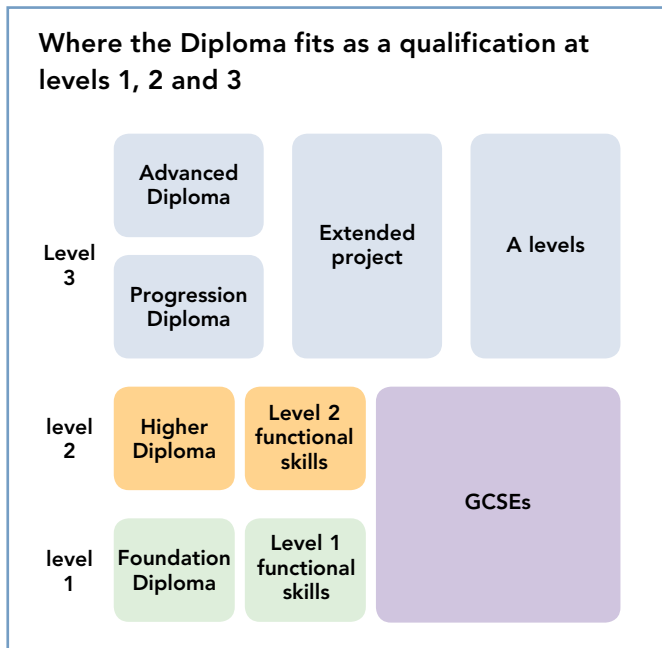 Where the Diploma fits as a qualification at
levels 1, 2 and 3
Level
3
Advanced
Diploma
Progression
Diploma
Extended
project
A levels
level
2
Higher
Diploma
Level 2
functional
skills
GCSEs
level
1
Foundation
Diploma
Level 1
functional
skills